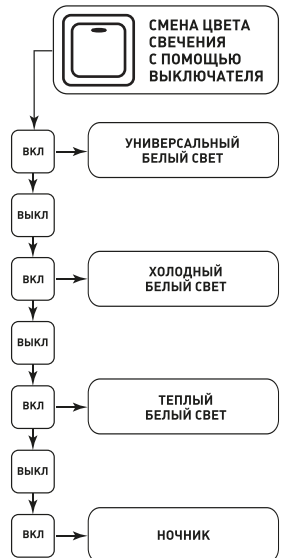 СМЕНА ЦВЕТА
СВЕЧЕНИЯ
С ПОМОЩЬЮ
ВЫКЛЮЧАТЕЛЯ
ВКЛ
УНИВЕРСАЛЬНЫЙ
БЕЛЫЙ СВЕТ
ВЫКЛ
ВКЛ
ХОЛОДНЫЙ
БЕЛЫЙ СВЕТ
ВЫКЛ
ВКЛ
ТЕПЛЫЙ
БЕЛЫЙ СВЕТ
ВЫКЛ
ВКЛ
НОЧНИК